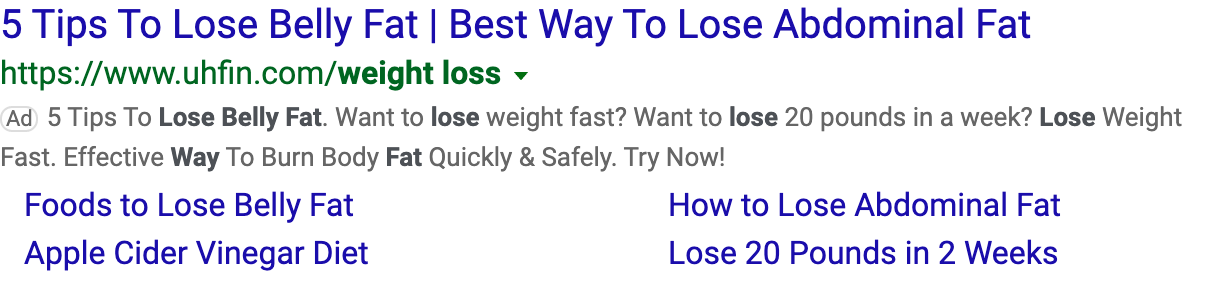 5 Tips To Lose Belly Fat | Best Way To Lose Abdominal Fat
https://www.uhfin.com/weight loss
Ad 5 Tips To Lose Belly Fat. Want to lose weight fast? Want to lose 20 pounds in a week? Lose Weight
Fast. Effective Way To Burn Body Fat Quickly & Safely. Try Now!
Foods to Lose Belly Fat How to Lose Abdominal Fat
Apple Cider Vinegar Diet Lose 20 Pounds in 2 Weeks